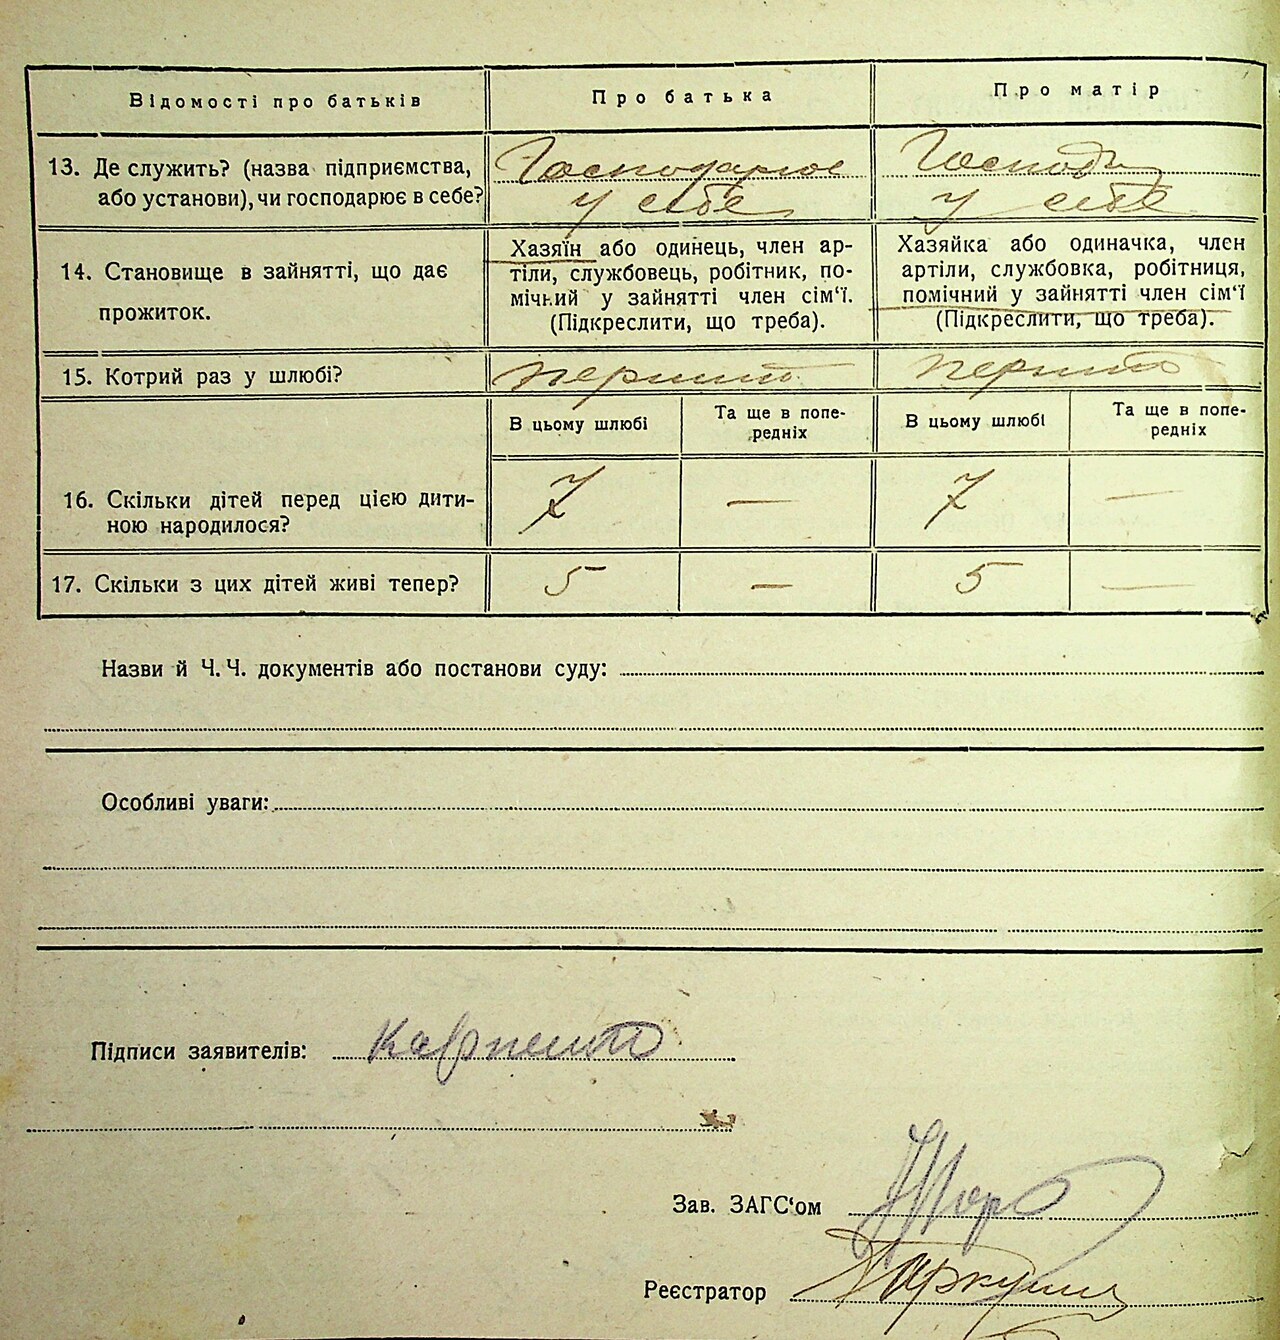 Відомості про батьків
Про батька
Про матір
13. Де служить? (назва підприємства,
або установи), чи господарює в себе?
Господарює
у себе
у себе
14. Становище в зайнятті, що дає
прожиток.
Хазяїн або одинець, член ар-
тіли, службовець, робітник, по-
мічний у зайнятті член сім‘ї.
(Підкреслити, що треба).
Хазяйка або одиначка, член
артіли, службовка, робітниця,
помічний у зайнятті член сім‘ї
(Підкреслити, що треба).
15. Котрий раз у шлюбі?
перший
перший
В цьому шлюбі
Та ще в попе-
редніх
В цьому шлюбі
Та ще в попе-
редніх
16. Скільки дітей перед цією дити-
ною народилося?
7 — 7 —
17. Скільки з цих дітей живі тепер?
5 — 5 —
Назви й Ч. Ч. документів або постанови суду:
Особливі уваги:
Підписи заявителів:
Зав. ЗАГС‘ом
Реєстратор